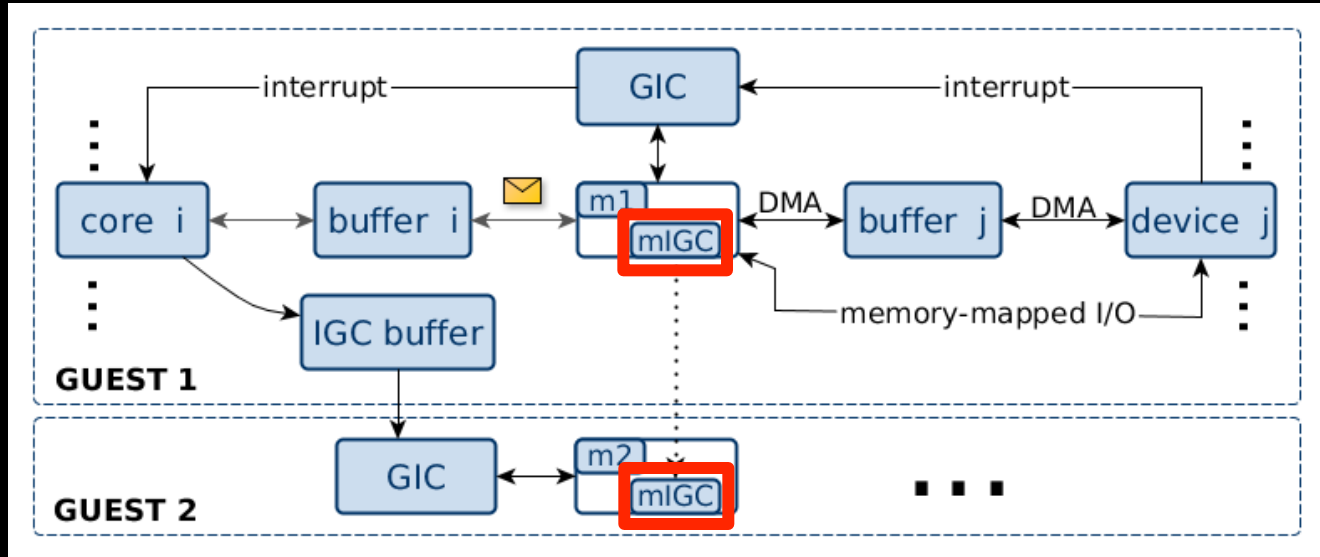 GIC
interrupt
interrupt
core i
buffer i
m1
mIGC
DMA
buffer j
DMA
device j
IGC buffer
memory-mapped I/O
GUEST 1
GIC
m2
mIGC
GUEST 2